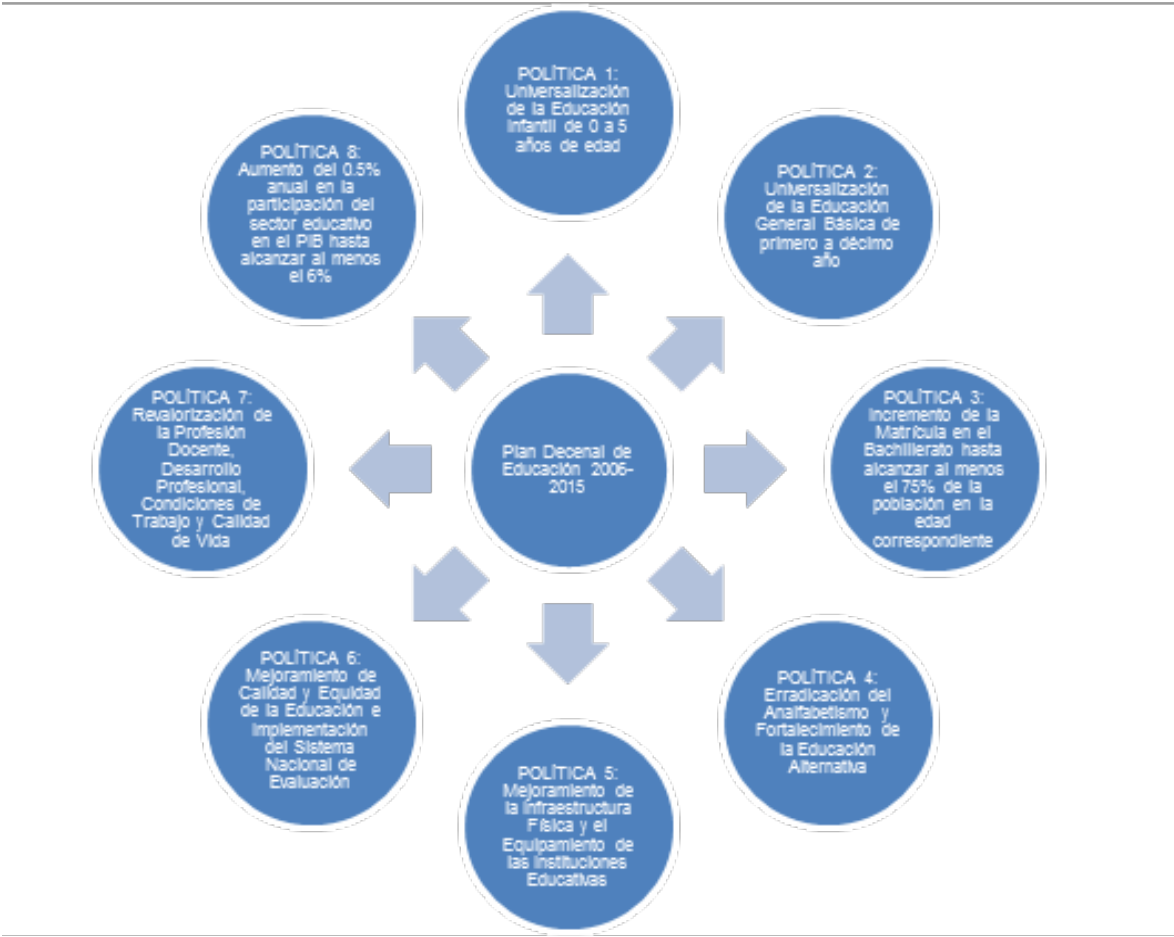 POLÍTICA 1:
Universalización
de la Educación
Infantil de 0 a 5
años de edad
POLÍTICA 2:
Universalización
de la Educación
General Básica de
primero a décimo
año
POLÍTICA 3:
Incremento de la
Matrícula en el
Bachillerato hasta
alcanzar al menos
el 75% de la
población en la
edad
correspondiente
POLÍTICA 4:
Erradicación del
Analfabetismo y
Fortalecimiento de
la Educación
Alternativa
POLÍTICA 5:
Mejoramiento de
la Infraestructura
Física y el
Equipamiento de
las Instituciones
Educativas
POLÍTICA 6:
Mejoramiento de
Calidad y Equidad
de la Educación e
Implementación
del Sistema
Nacional de
Evaluación
POLÍTICA 7:
Revalorización de
la Profesión
Docente,
Desarrollo
Profesional,
Condiciones de
Trabajo y Calidad
de Vida
POLÍTICA 8:
Aumento del 0.5%
anual en la
participación del
sector educativo
en el PIB hasta
alcanzar al menos
el 6%
Plan Decenal de
Educación 2006-
2015